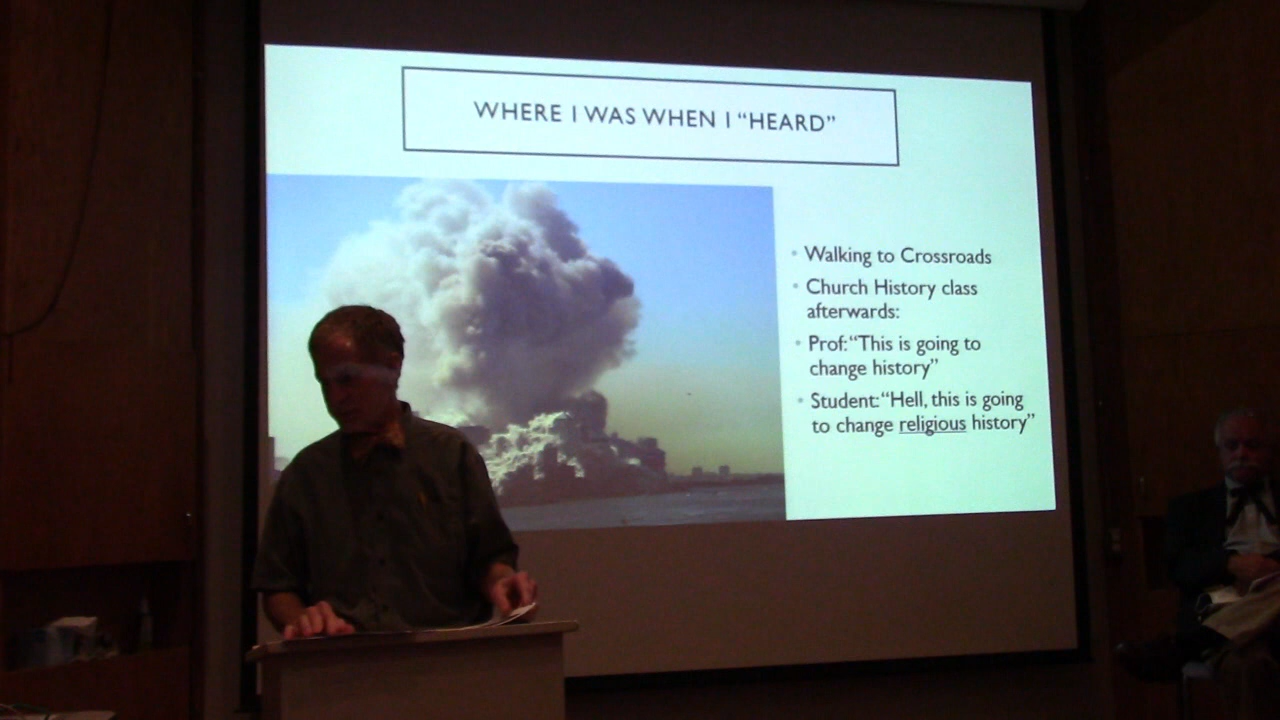 WHERE I WAS WHEN I “HEARD”
• Walking to Crossroads
• Church History class
afterwards:
• Prof:“This is going to
change history”
• Student:“Hell, this is going
to change religious history”